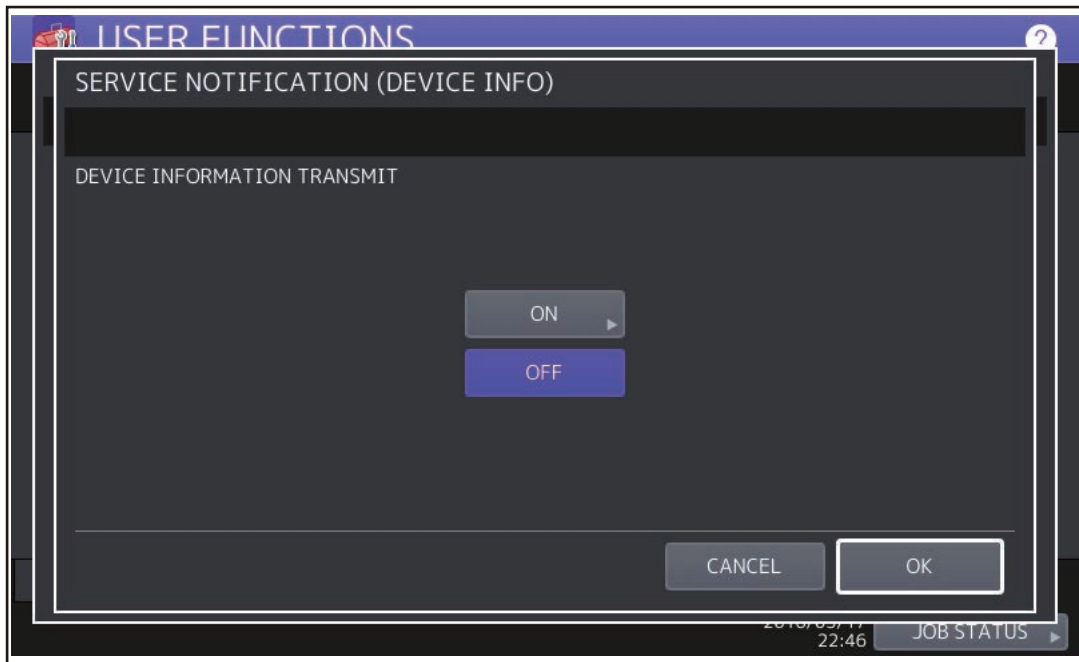 USER FUNCTIONS
?
SERVICE NOTIFICATION (DEVICE INFO)
DEVICE INFORMATION TRANSMIT
ON
OFF
CANCEL
OK
22:46
JOB STATUS